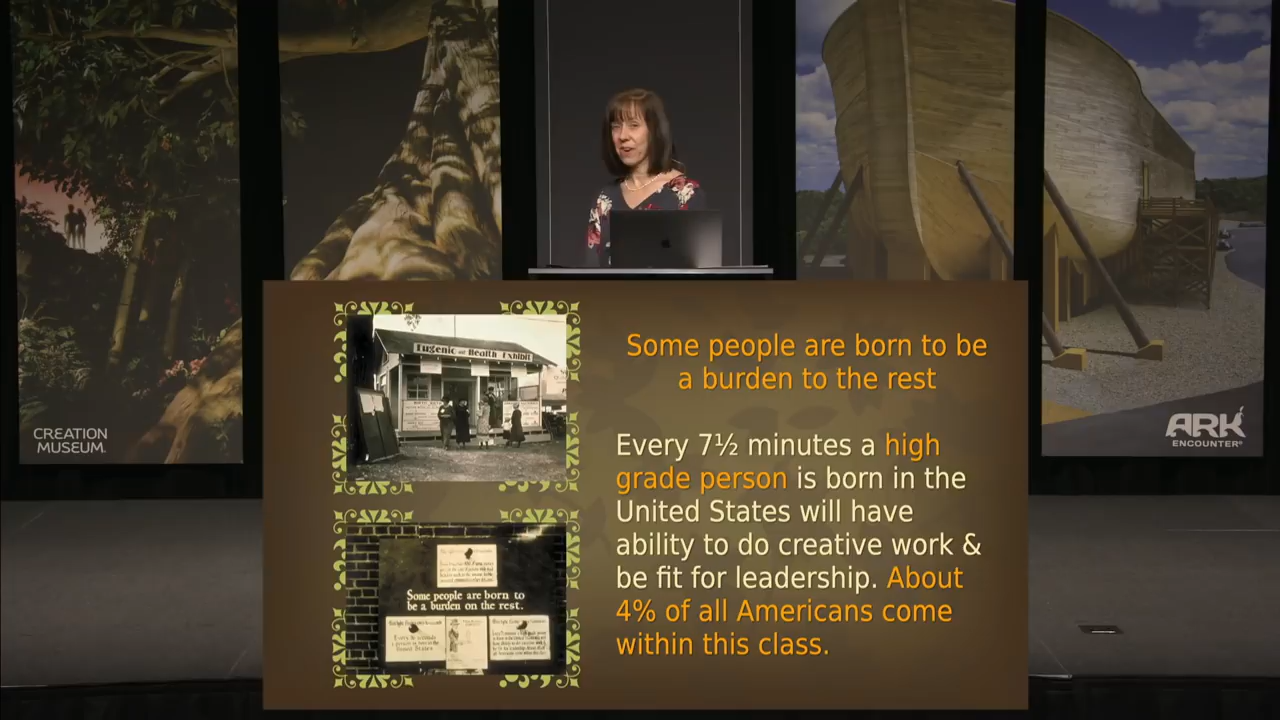 CREATION
MUSEUM
ARK
ENCOUNTER
Eugenic and Health Exhibit
Some people are born to be
a burden on the rest.
Some people are born to be
a burden to the rest
Every 7½ minutes a high
grade person is born in the
United States will have
ability to do creative work &
be fit for leadership. About
4% of all Americans come
within this class.